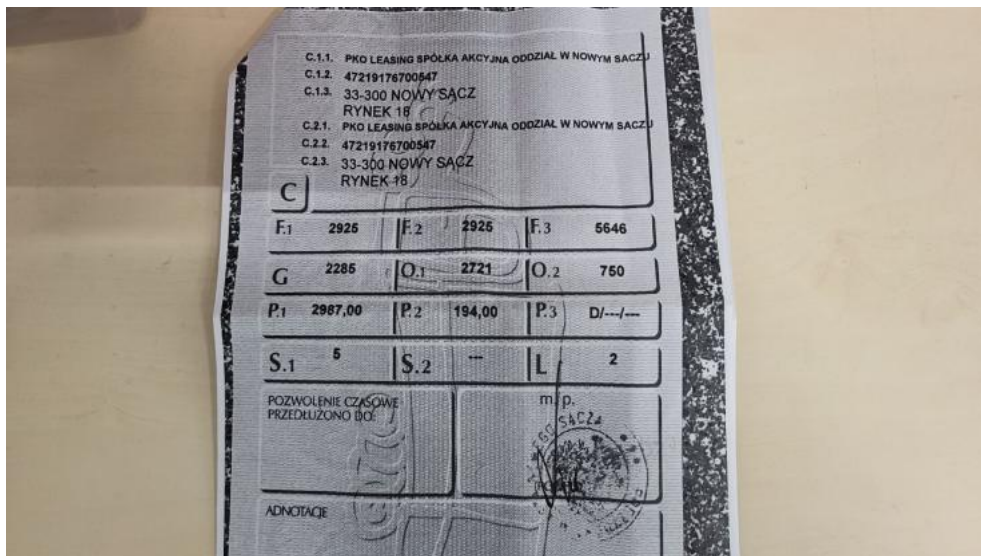 C.1.1. PKO LEASING SPÓŁKA AKCYJNA ODDZIAŁ W NOWYM SACZU
C.1.2. 47219176700547
C.1.3. 33-300 NOWY SĄCZ
RYNEK 18
C.2.1. PKO LEASING SPÓŁKA AKCYJNA ODDZIAŁ W NOWYM SACZU
C.2.2. 47219176700547
C.2.3. 33-300 NOWY SĄCZ
RYNEK 18
C
F.1 2925 F.2 2925 F.3 5646
G 2285 O.1 2721 O.2 750
P.1 2987,00 P.2 194,00 P.3 D/---/---
S.1 5 S.2 --- L 2
POZWOLENIE CZASOWE
PRZEDŁUŻONO DO:
m. p.
SĄCZA
ADNOTACJE